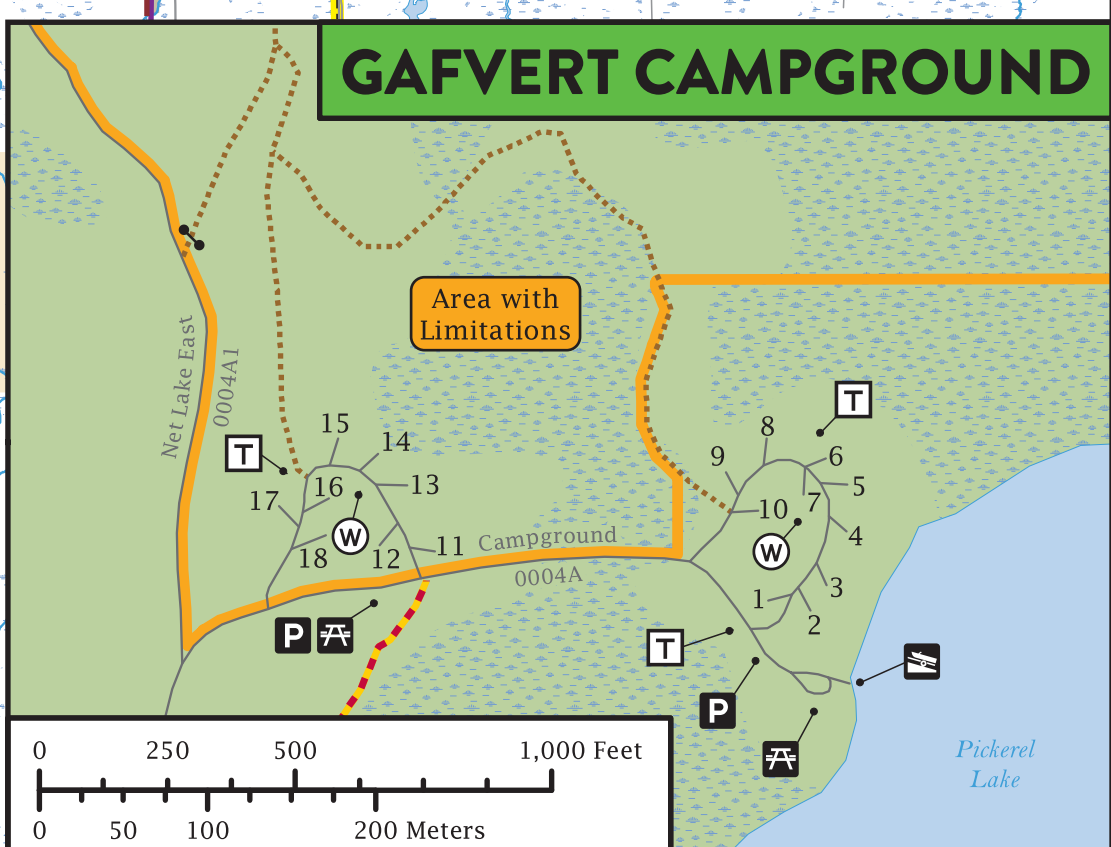 GAFVERT CAMPGROUND
Area with
Limitations
Net Lake East
0004A1
T
T
15
14
8
9
6
16
13
5
17
7
10
W
W
4
18
12
11
Campground
0004A
3
1
2
P
T
P
Pickerel
Lake
0 250 500 1,000 Feet
0 50 100 200 Meters